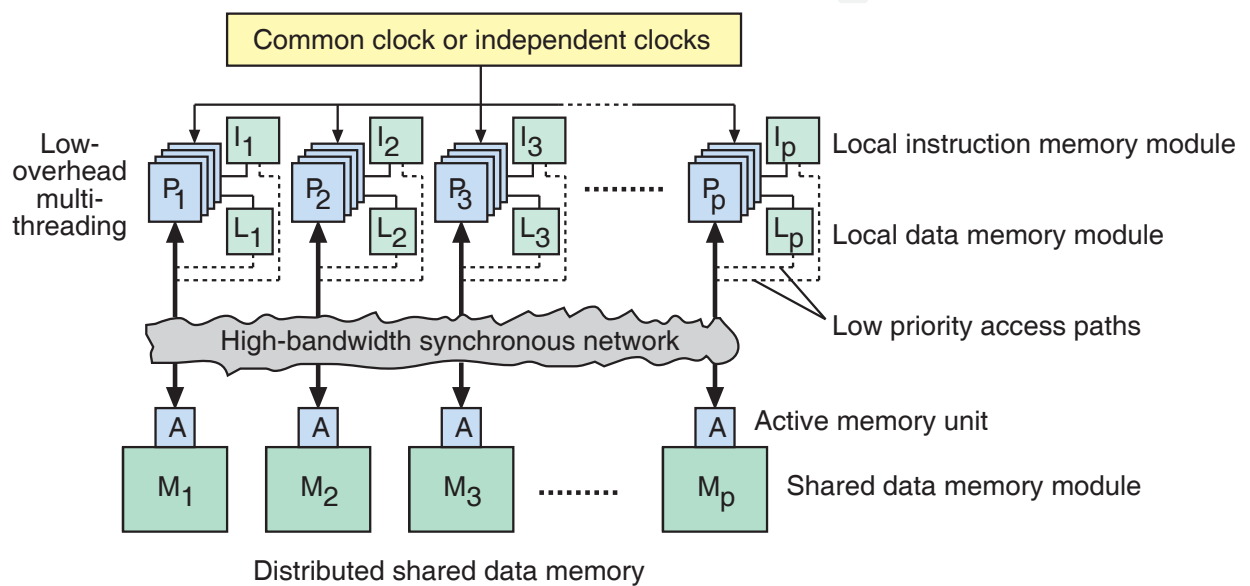 Common clock or independent clocks
Low-
overhead
multi-
threading
I1
I2
I3
Ip
Local instruction memory module
P1
P2
P3
Pp
L1
L2
L3
Lp
Local data memory module
High-bandwidth synchronous network
Low priority access paths
A
A
A
A
Active memory unit
M1
M2
M3
Mp
Shared data memory module
Distributed shared data memory